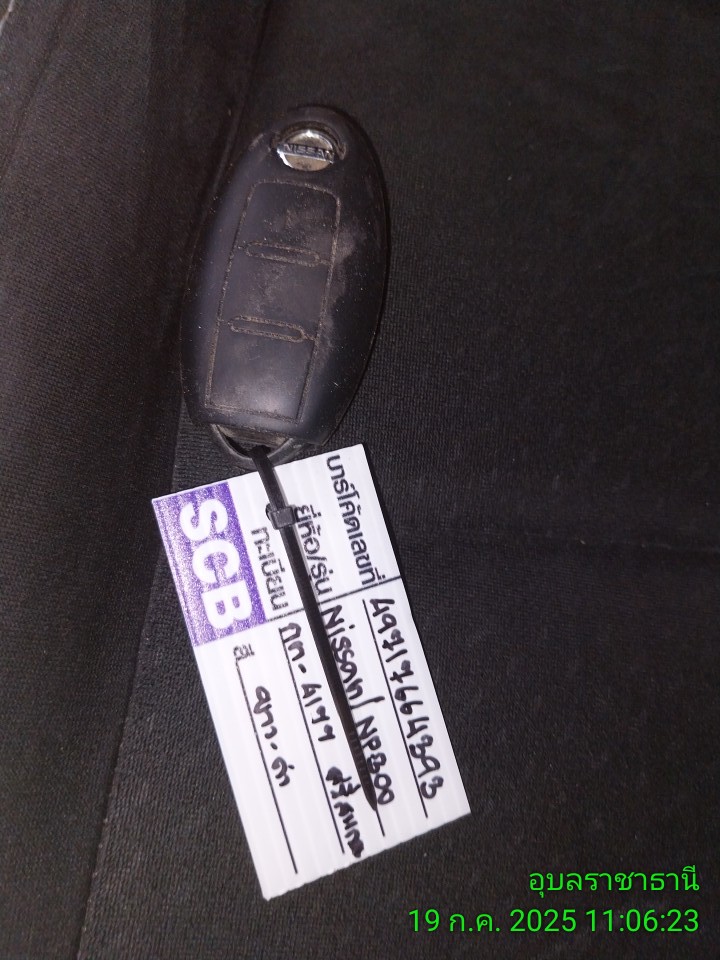 NISSAN
SCB
บาร์โค้ดเลขที่ 49717664393
ยี่ห้อ/รุ่น Nissan/NP300
ทะเบียน
สี
อุบลราชาธานี
19 ก.ค. 2025 11:06:23